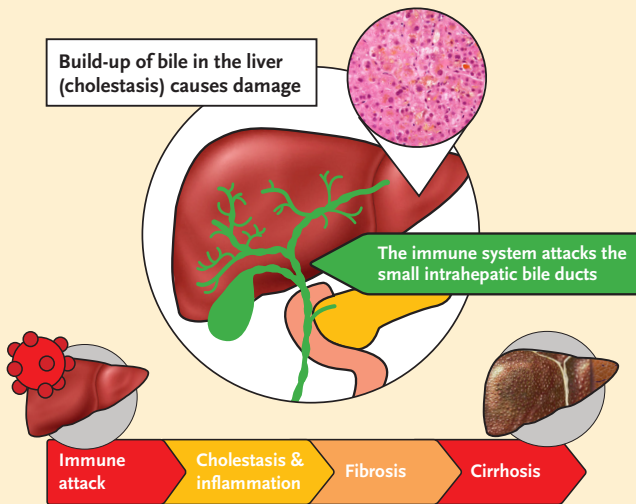 Build-up of bile in the liver
(cholestasis) causes damage
The immune system attacks the
small intrahepatic bile ducts
Immune
attack
Cholestasis &
inflammation
Fibrosis
Cirrhosis